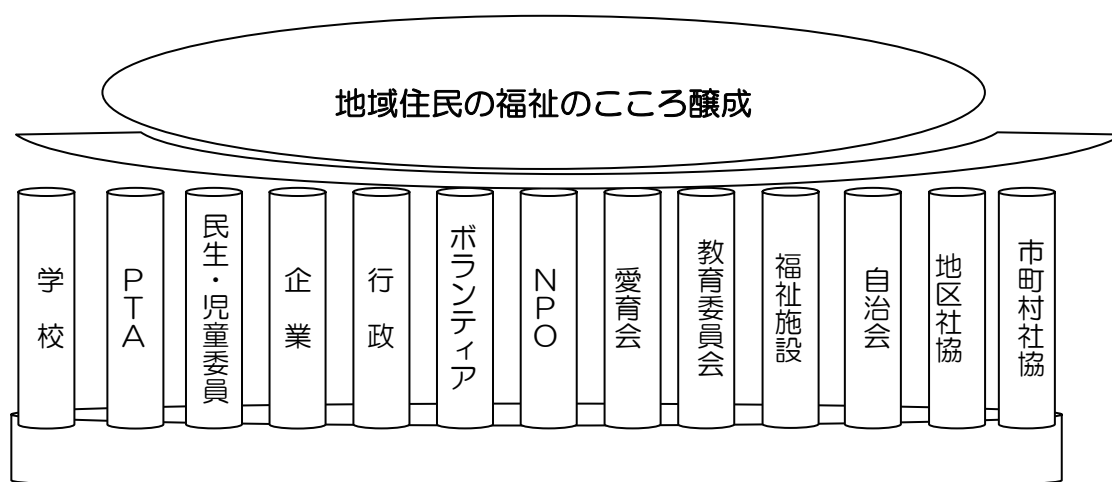 地域住民の福祉のこころ醸成
学校
PTA
民生・児童委員
企業
行政
ボランティア
NPO
愛育会
教育委員会
福祉施設
自治会
地区社協
市町村社協